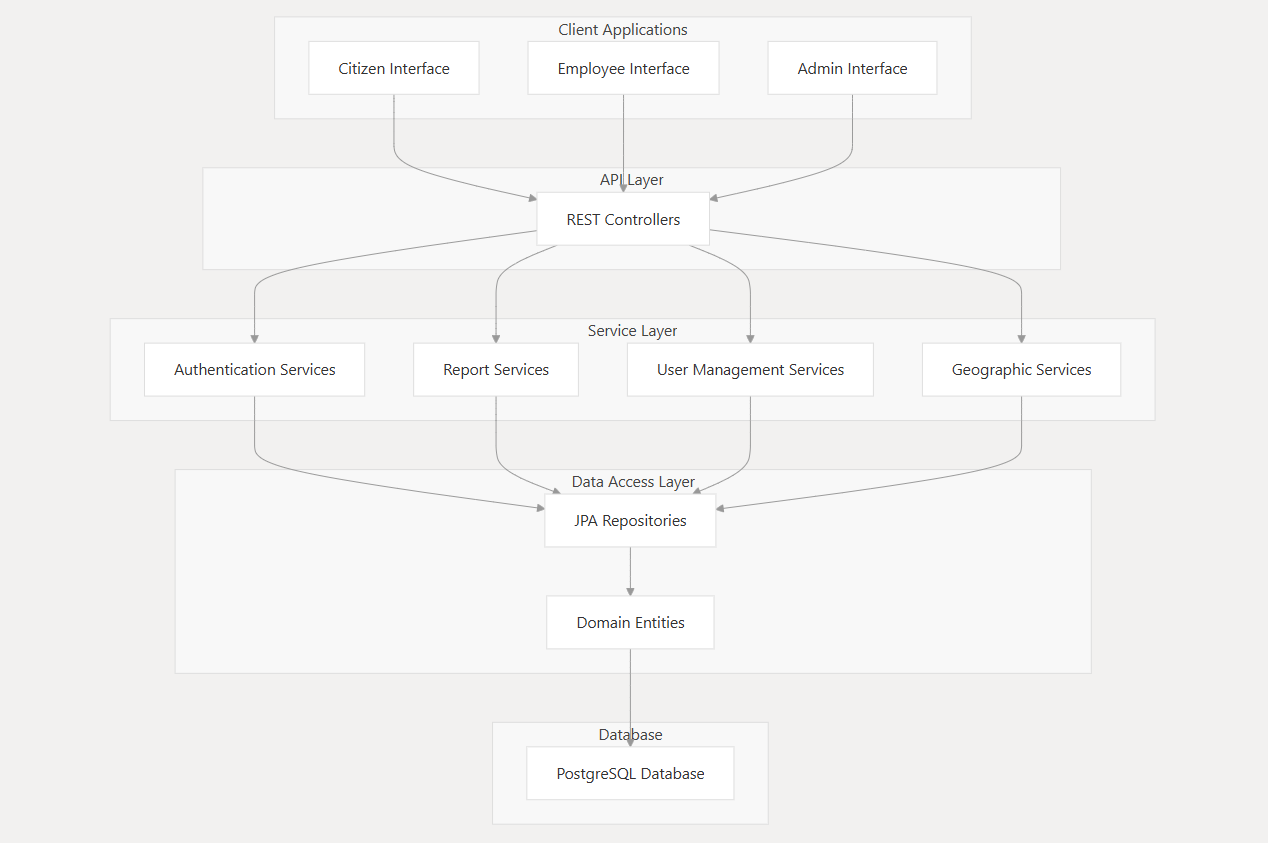 Client Applications
Citizen Interface
Employee Interface
Admin Interface
API Layer
REST Controllers
Service Layer
Authentication Services
Report Services
User Management Services
Geographic Services
Data Access Layer
JPA Repositories
Domain Entities
Database
PostgreSQL Database